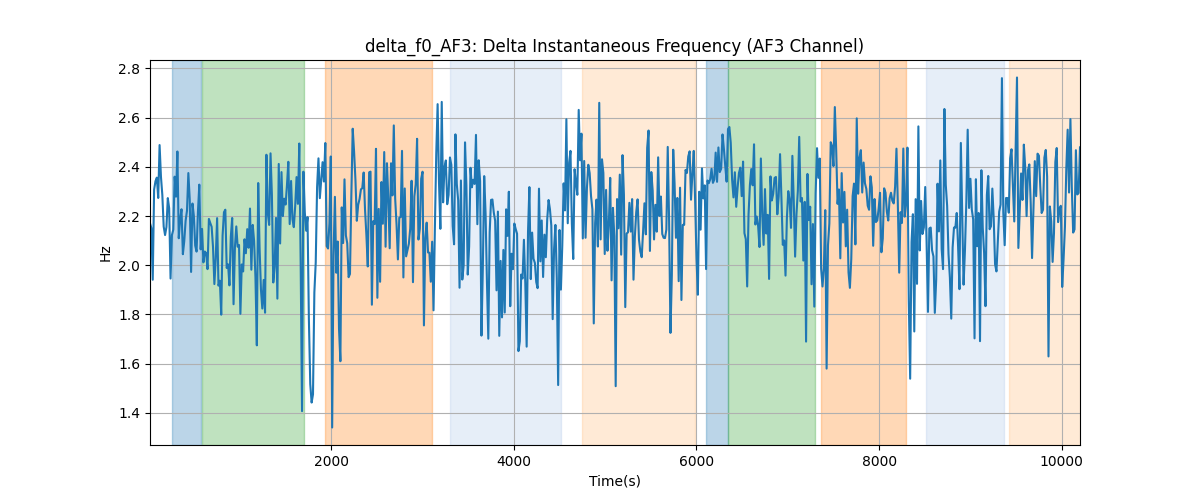 delta_f0_AF3: Delta Instantaneous Frequency (AF3 Channel)
2.8
2.6
2.4
2.2
2.0
1.8
1.6
1.4
Hz
2000 4000 6000 8000 10000
Time(s)